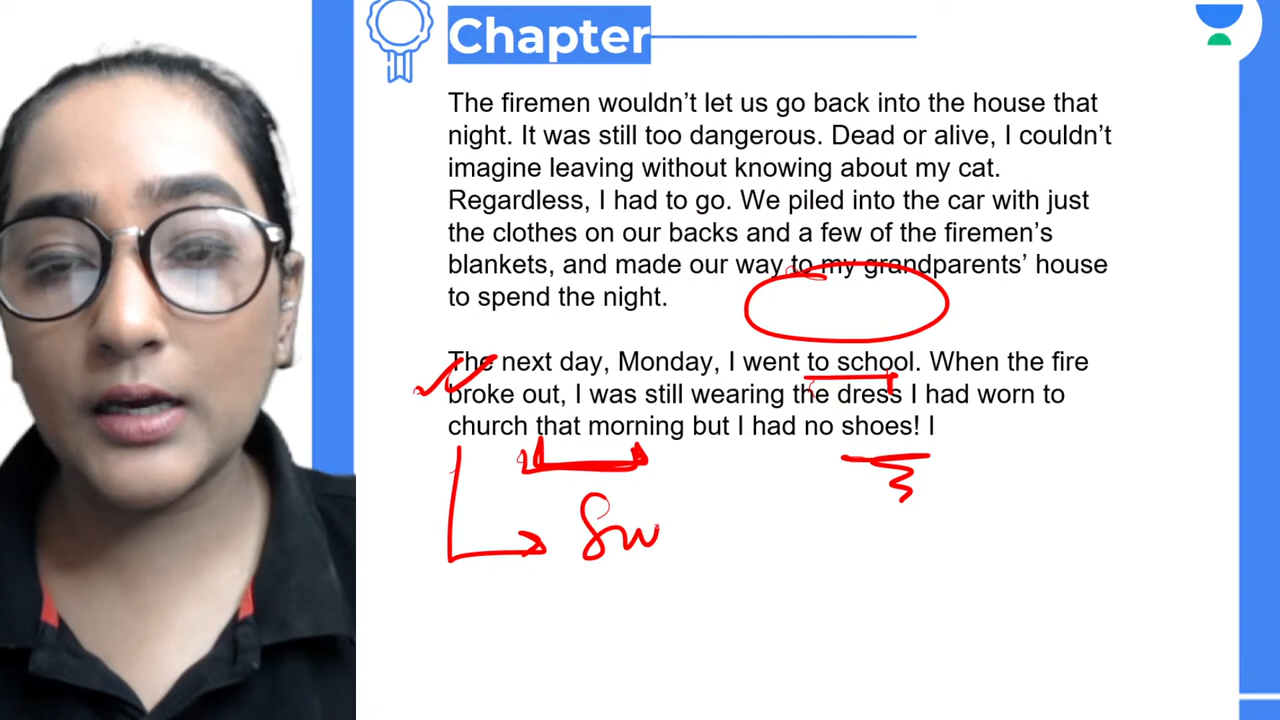 Chapter
The firemen wouldn’t let us go back into the house that
night. It was still too dangerous. Dead or alive, I couldn’t
imagine leaving without knowing about my cat.
Regardless, I had to go. We piled into the car with just
the clothes on our backs and a few of the firemen’s
blankets, and made our way to my grandparents’ house
to spend the night.
The next day, Monday, I went to school. When the fire
broke out, I was still wearing the dress I had worn to
church that morning but I had no shoes! I